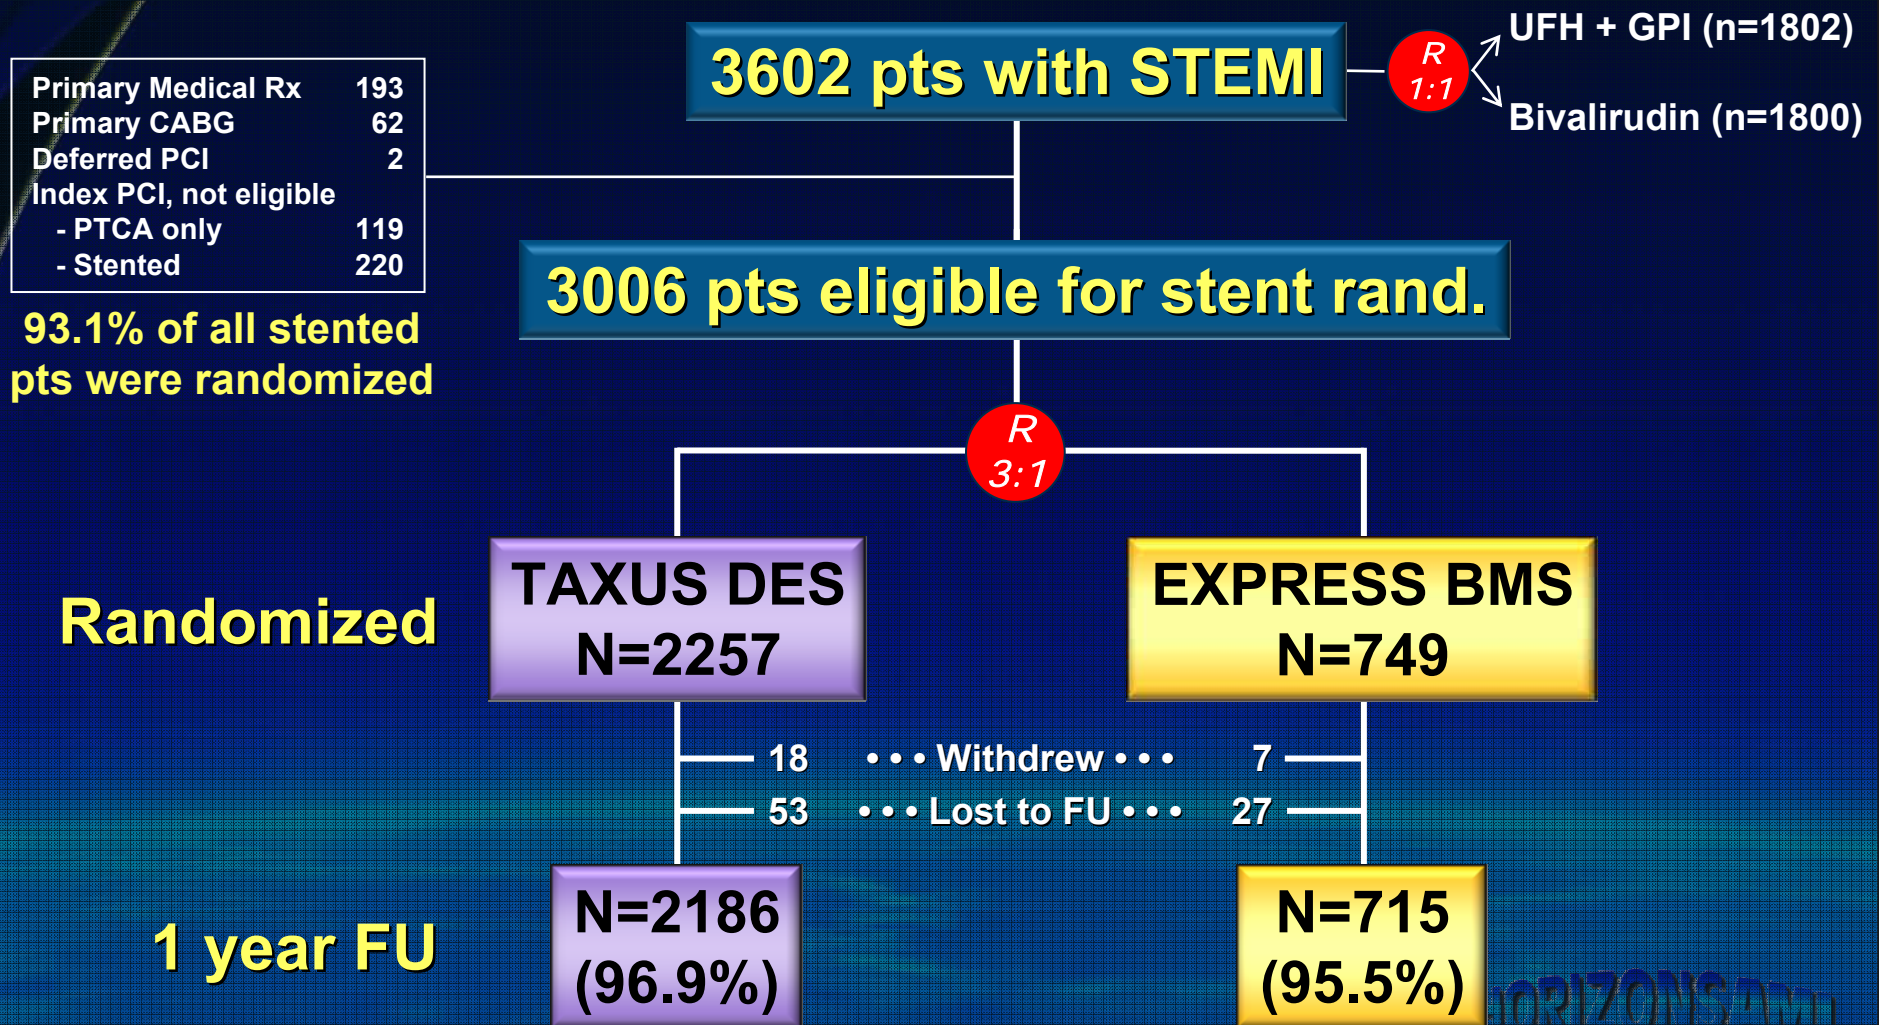 3602 pts with STEMI
R
1:1
UFH + GPI (n=1802)
Bivalirudin (n=1800)
Primary Medical Rx 193
Primary CABG 62
Deferred PCI 2
Index PCI, not eligible
- PTCA only 119
- Stented 220
93.1% of all stented
pts were randomized
3006 pts eligible for stent rand.
R
3:1
Randomized
TAXUS DES
N=2257
EXPRESS BMS
N=749
18 • • • Withdrew • • • 7
53 • • • Lost to FU • • • 27
1 year FU
N=2186
(96.9%)
N=715
(95.5%)
HORIZONSAMI